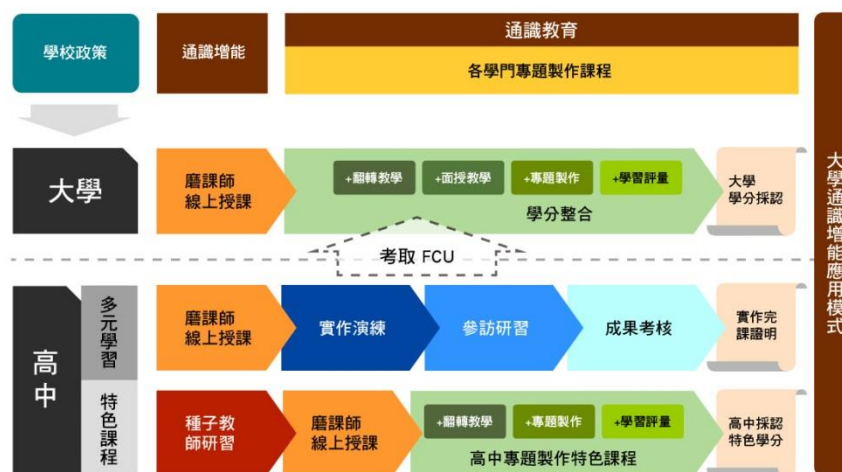 學校政策
通識增能
通識教育
各學門專題製作課程
大學
磨課師
線上授課
+翻轉教學
+面授教學
+專題製作
+學習評量
學分整合
大學
學分採認
考取 FCU
高中
多元學習
磨課師
線上授課
實作演練
參訪研習
成果考核
實作完
課證明
特色課程
種子教
師研習
磨課師
線上授課
+翻轉教學
+專題製作
+學習評量
高中專題製作特色課程
高中採認
特色學分
大學通識增能應用模式